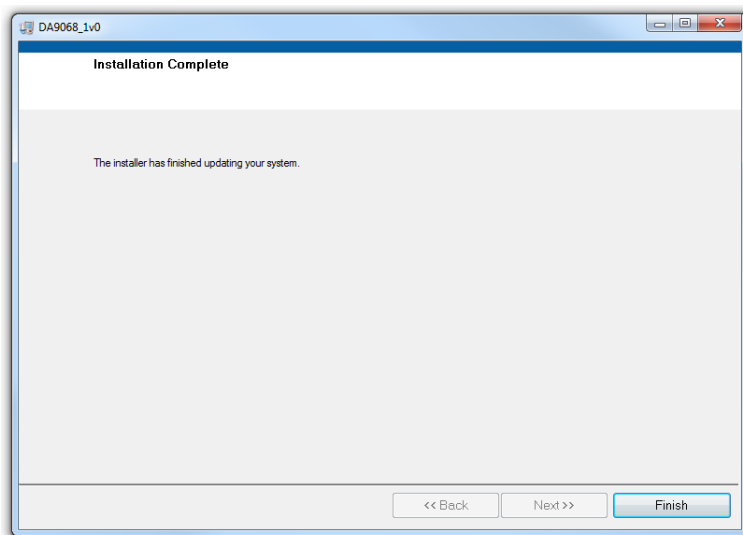 DA9068_1v0
Installation Complete
The installer has finished updating your system.
<< Back
Next >>
Finish